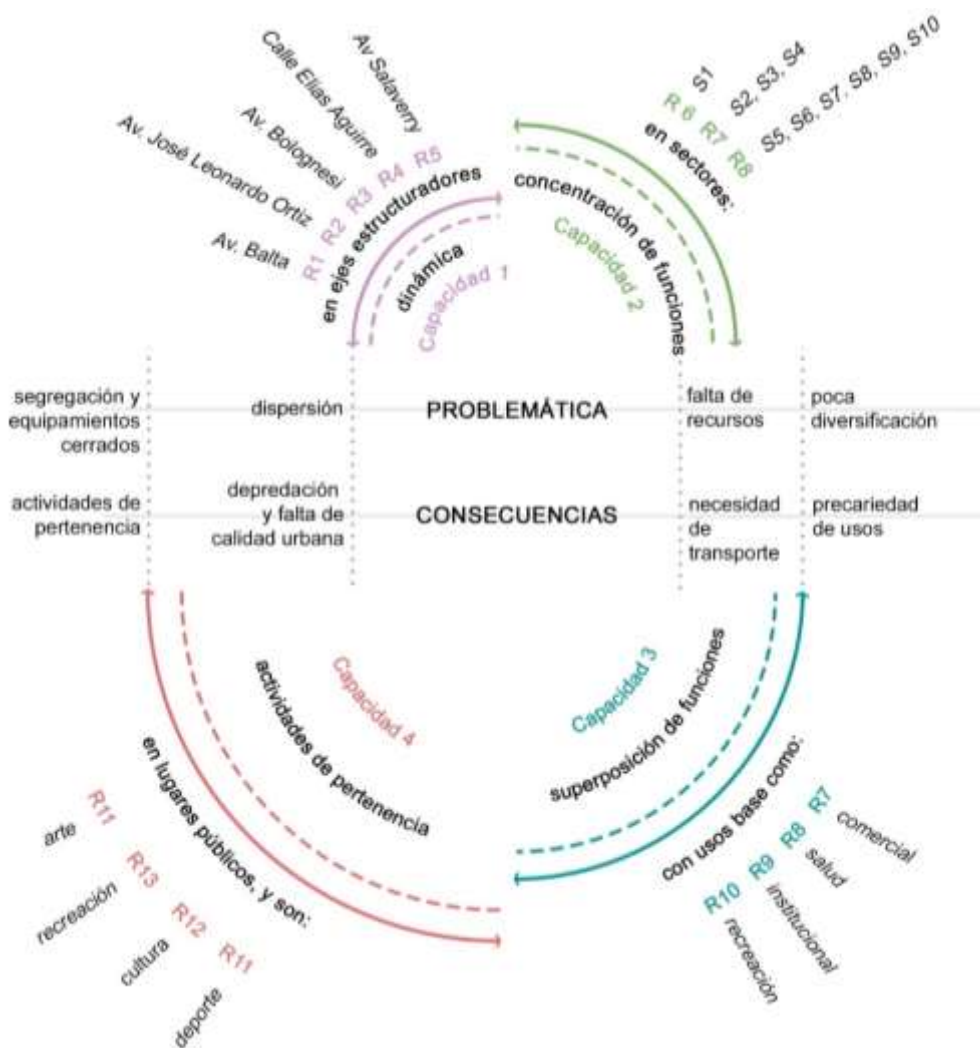 Av. Balta
Av. José Leonardo Ortiz
Av. Bolognesi
Calle Elias Aguirre
Av Salaverry
R1 R2 R3 R4 R5
en ejes estructuradores
dinámica
Capacidad 1
S1
S2, S3, S4
S5, S6, S7, S8, S9, S10
R 6 R7 R8
en sectores:
concentración de funciones
Capacidad 2
segregación y
equipamientos
cerrados
dispersión
PROBLEMÁTICA
falta de
recursos
poca
diversificación
actividades de
pertenencia
depredación
y falta de
calidad urbana
CONSECUENCIAS
necesidad
de
transporte
precariedad
de usos
Capacidad 4
actividades de pertenencia
en lugares públicos, y son:
R11 R13 R12 R11
arte
recreación
cultura
deporte
Capacidad 3
superposición de funciones
con usos base como:
R10 R9 R8 R7
recreación
institucional
salud
comercial